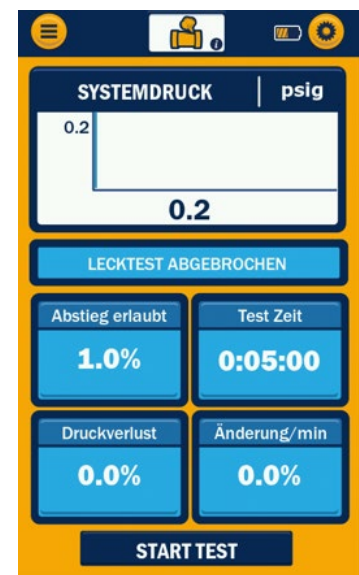 SYSTEMDRUCK psig
0.2
0.2
LECKTEST ABGEBROCHEN
Abstieg erlaubt Test Zeit
1.0% 0:05:00
Druckverlust Änderung/min
0.0% 0.0%
START TEST